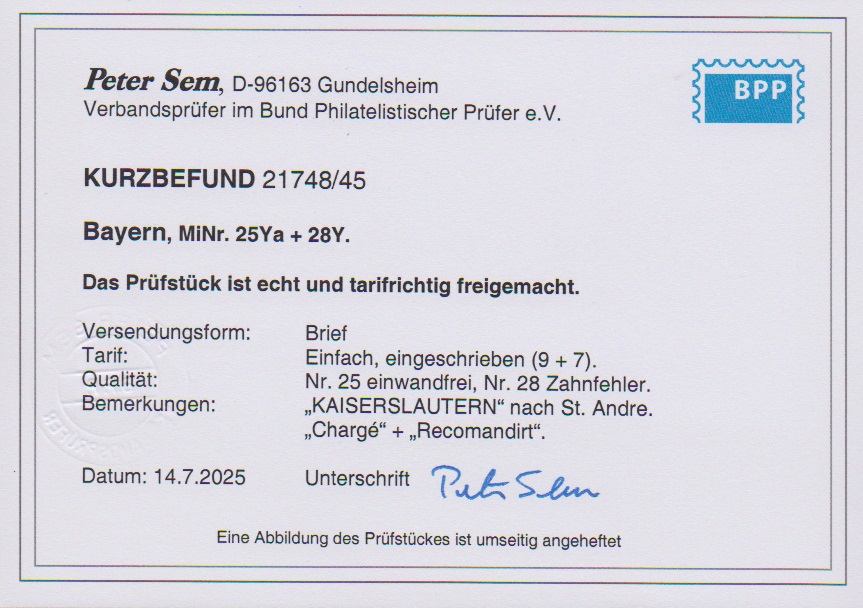 Peter Sem, D-96163 Gundelsheim
Verbandsprüfer im Bund Philatelistischer Prüfer e.V.
BPP
KURZBEFUND 21748/45
Bayern, MiNr. 25Ya + 28Y.
Das Prüfstück ist echt und tarifrichtig freigemacht.
Versendungsform: Brief
Tarif: Einfach, eingeschrieben (9 + 7).
Qualität: Nr. 25 einwandfrei, Nr. 28 Zahnfehler.
Bemerkungen: „KAISERSLAUTERN“ nach St. Andre.
„Chargé“ + „Recomandirt“.
Datum: 14.7.2025 Unterschrift Peter Sem
Eine Abbildung des Prüfstückes ist umseitig angeheftet